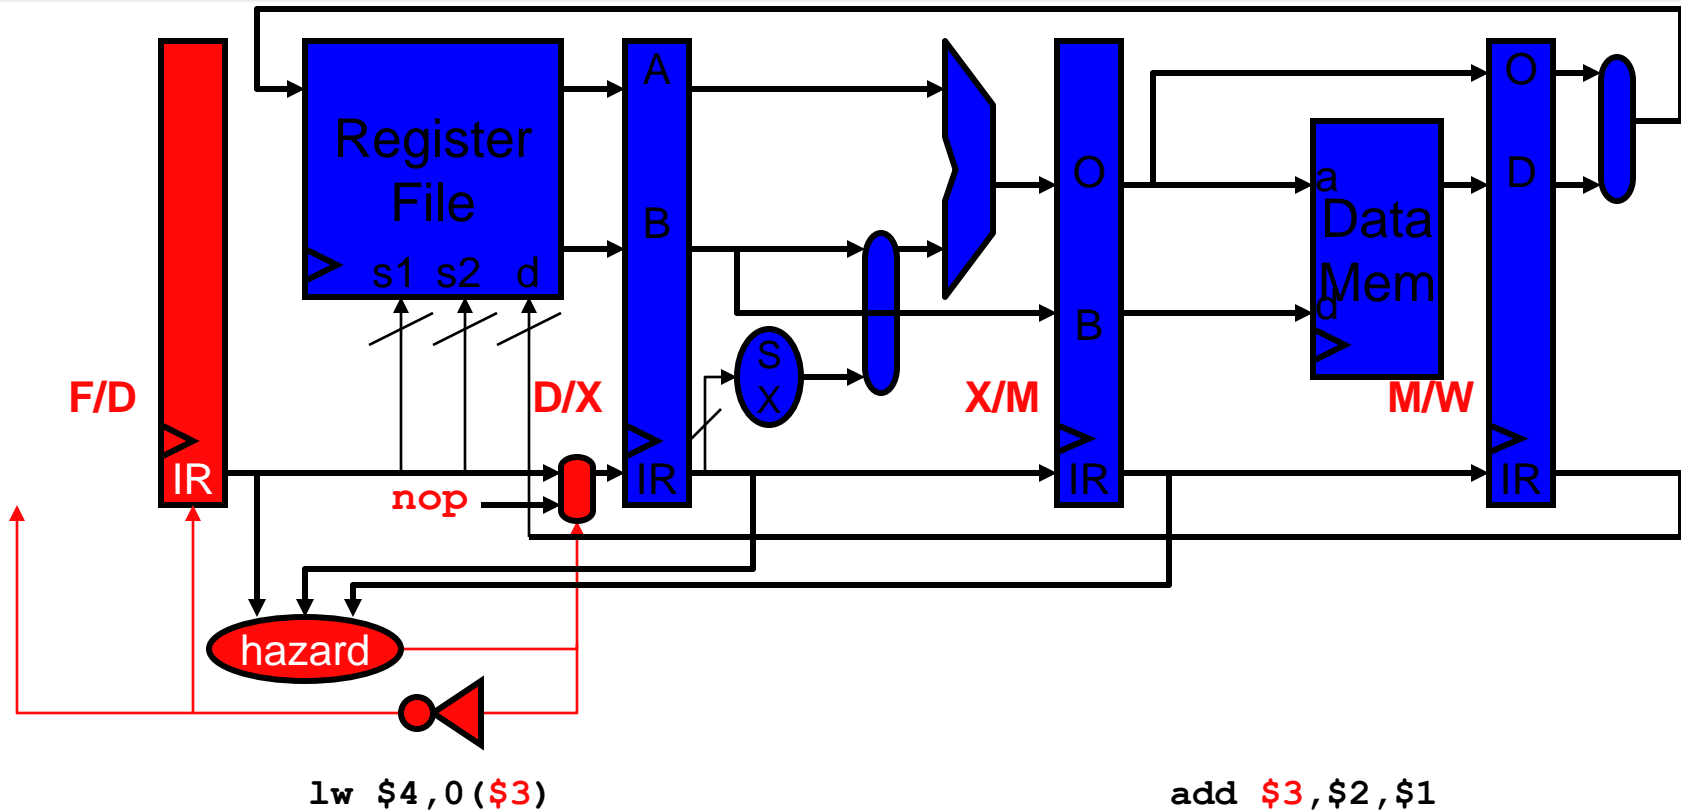 F/D
IR
Register
File
s1 s2 d
nop
D/X
A
B
IR
S
X
X/M
O
B
IR
a
Data
Mem
d
M/W
O
D
IR
hazard
lw $4,0($3)
add $3,$2,$1